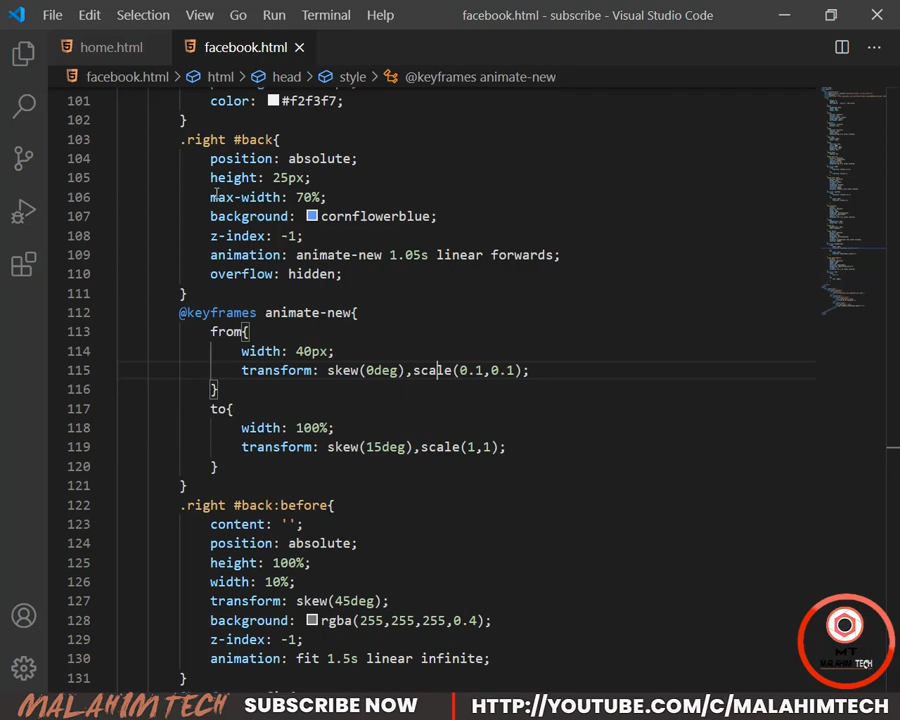 File Edit Selection View Go Run Terminal Help facebook.html - subscribe - Visual Studio Code
home.html facebook.html
facebook.html > html > head > style > @keyframes animate-new
101 color: #f2f3f7;
102 }
103 .right #back{
104 position: absolute;
105 height: 25px;
106 max-width: 70%;
107 background: cornflowerblue;
108 z-index: -1;
109 animation: animate-new 1.05s linear forwards;
110 overflow: hidden;
111 }
112 @keyframes animate-new{
113 from{
114 width: 40px;
115 transform: skew(0deg),scale(0.1,0.1);
116 }
117 to{
118 width: 100%;
119 transform: skew(15deg),scale(1,1);
120 }
121 }
122 .right #back:before{
123 content: '';
124 position: absolute;
125 height: 100%;
126 width: 10%;
127 transform: skew(45deg);
128 background: rgba(255,255,255,0.4);
129 z-index: -1;
130 animation: fit 1.5s linear infinite;
131 }
MT
MALAHIM TECH
MALAHIM TECH SUBSCRIBE NOW HTTP://YOUTUBE.COM/C/MALAHIMTECH